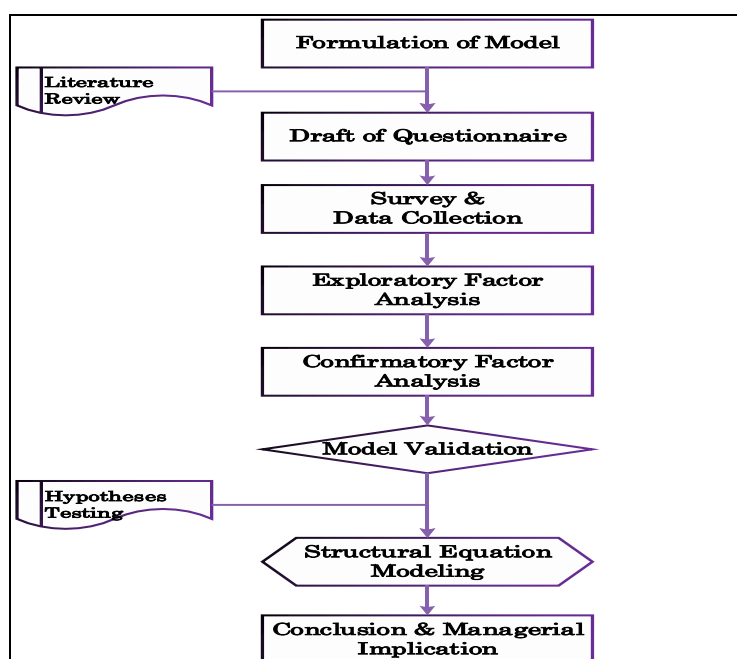 Formulation of Model
Literature
Review
Draft of Questionnaire
Survey &
Data Collection
Exploratory Factor
Analysis
Confirmatory Factor
Analysis
Model Validation
Hypotheses
Testing
Structural Equation
Modeling
Conclusion & Managerial
Implication